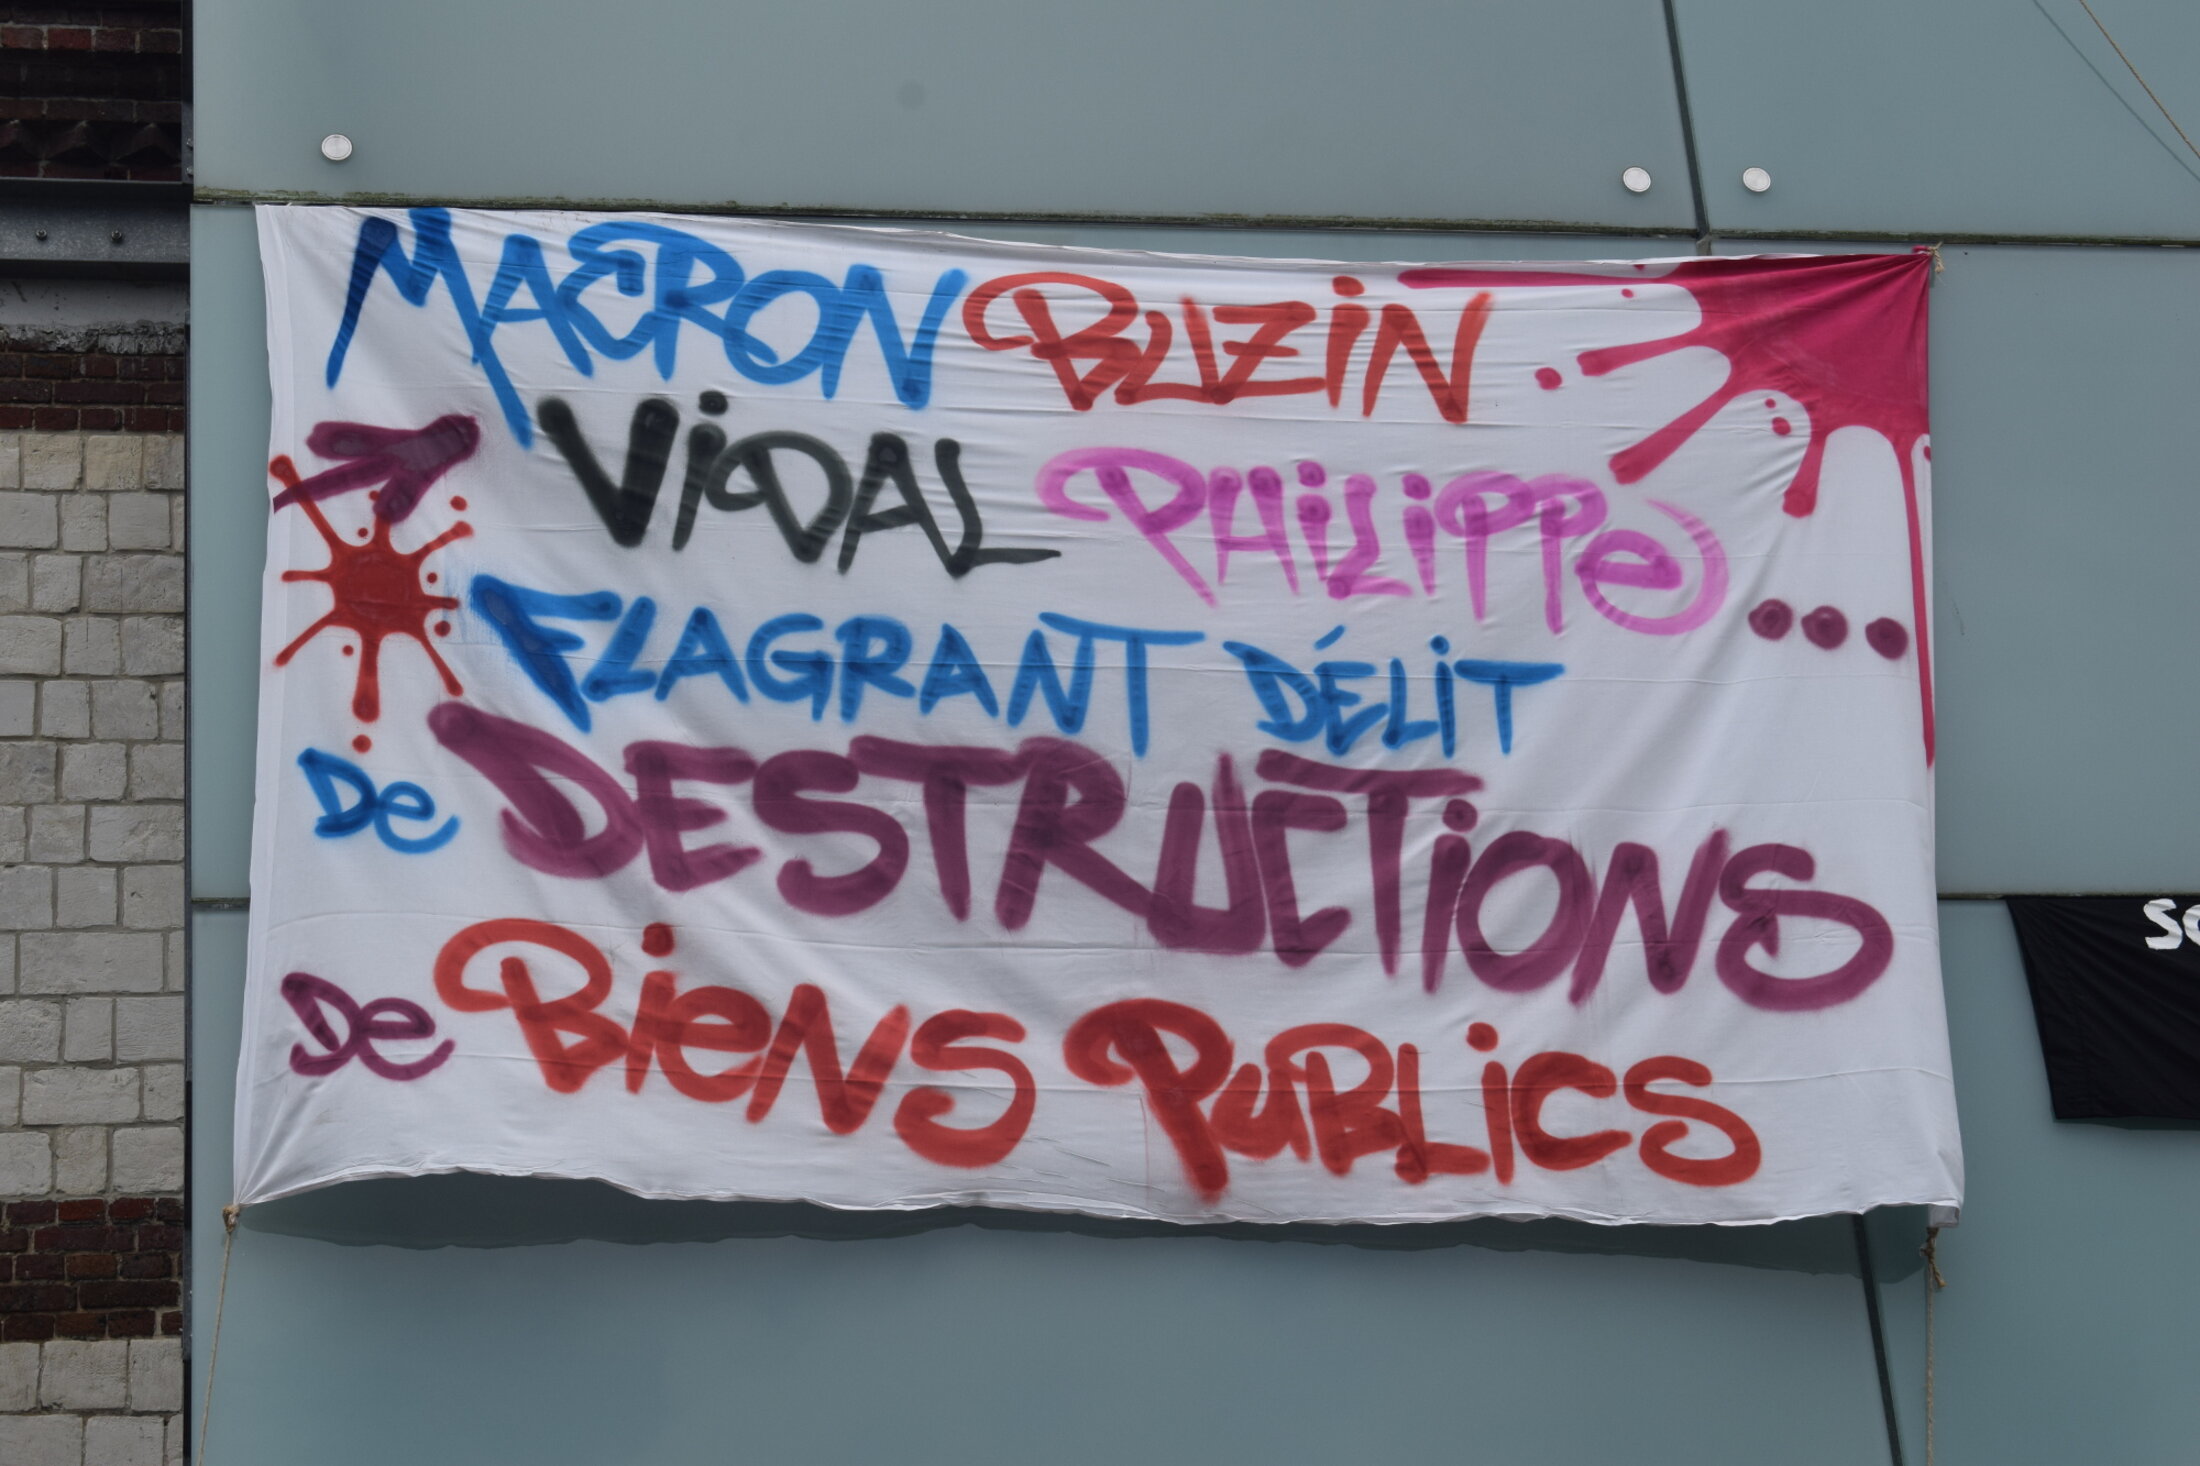 MACRON BUZIN
VIDAL PHILIPPe...
FLAGRANT DÉLIT
De DESTRUCTIONS
De BieNS PuBLiCS